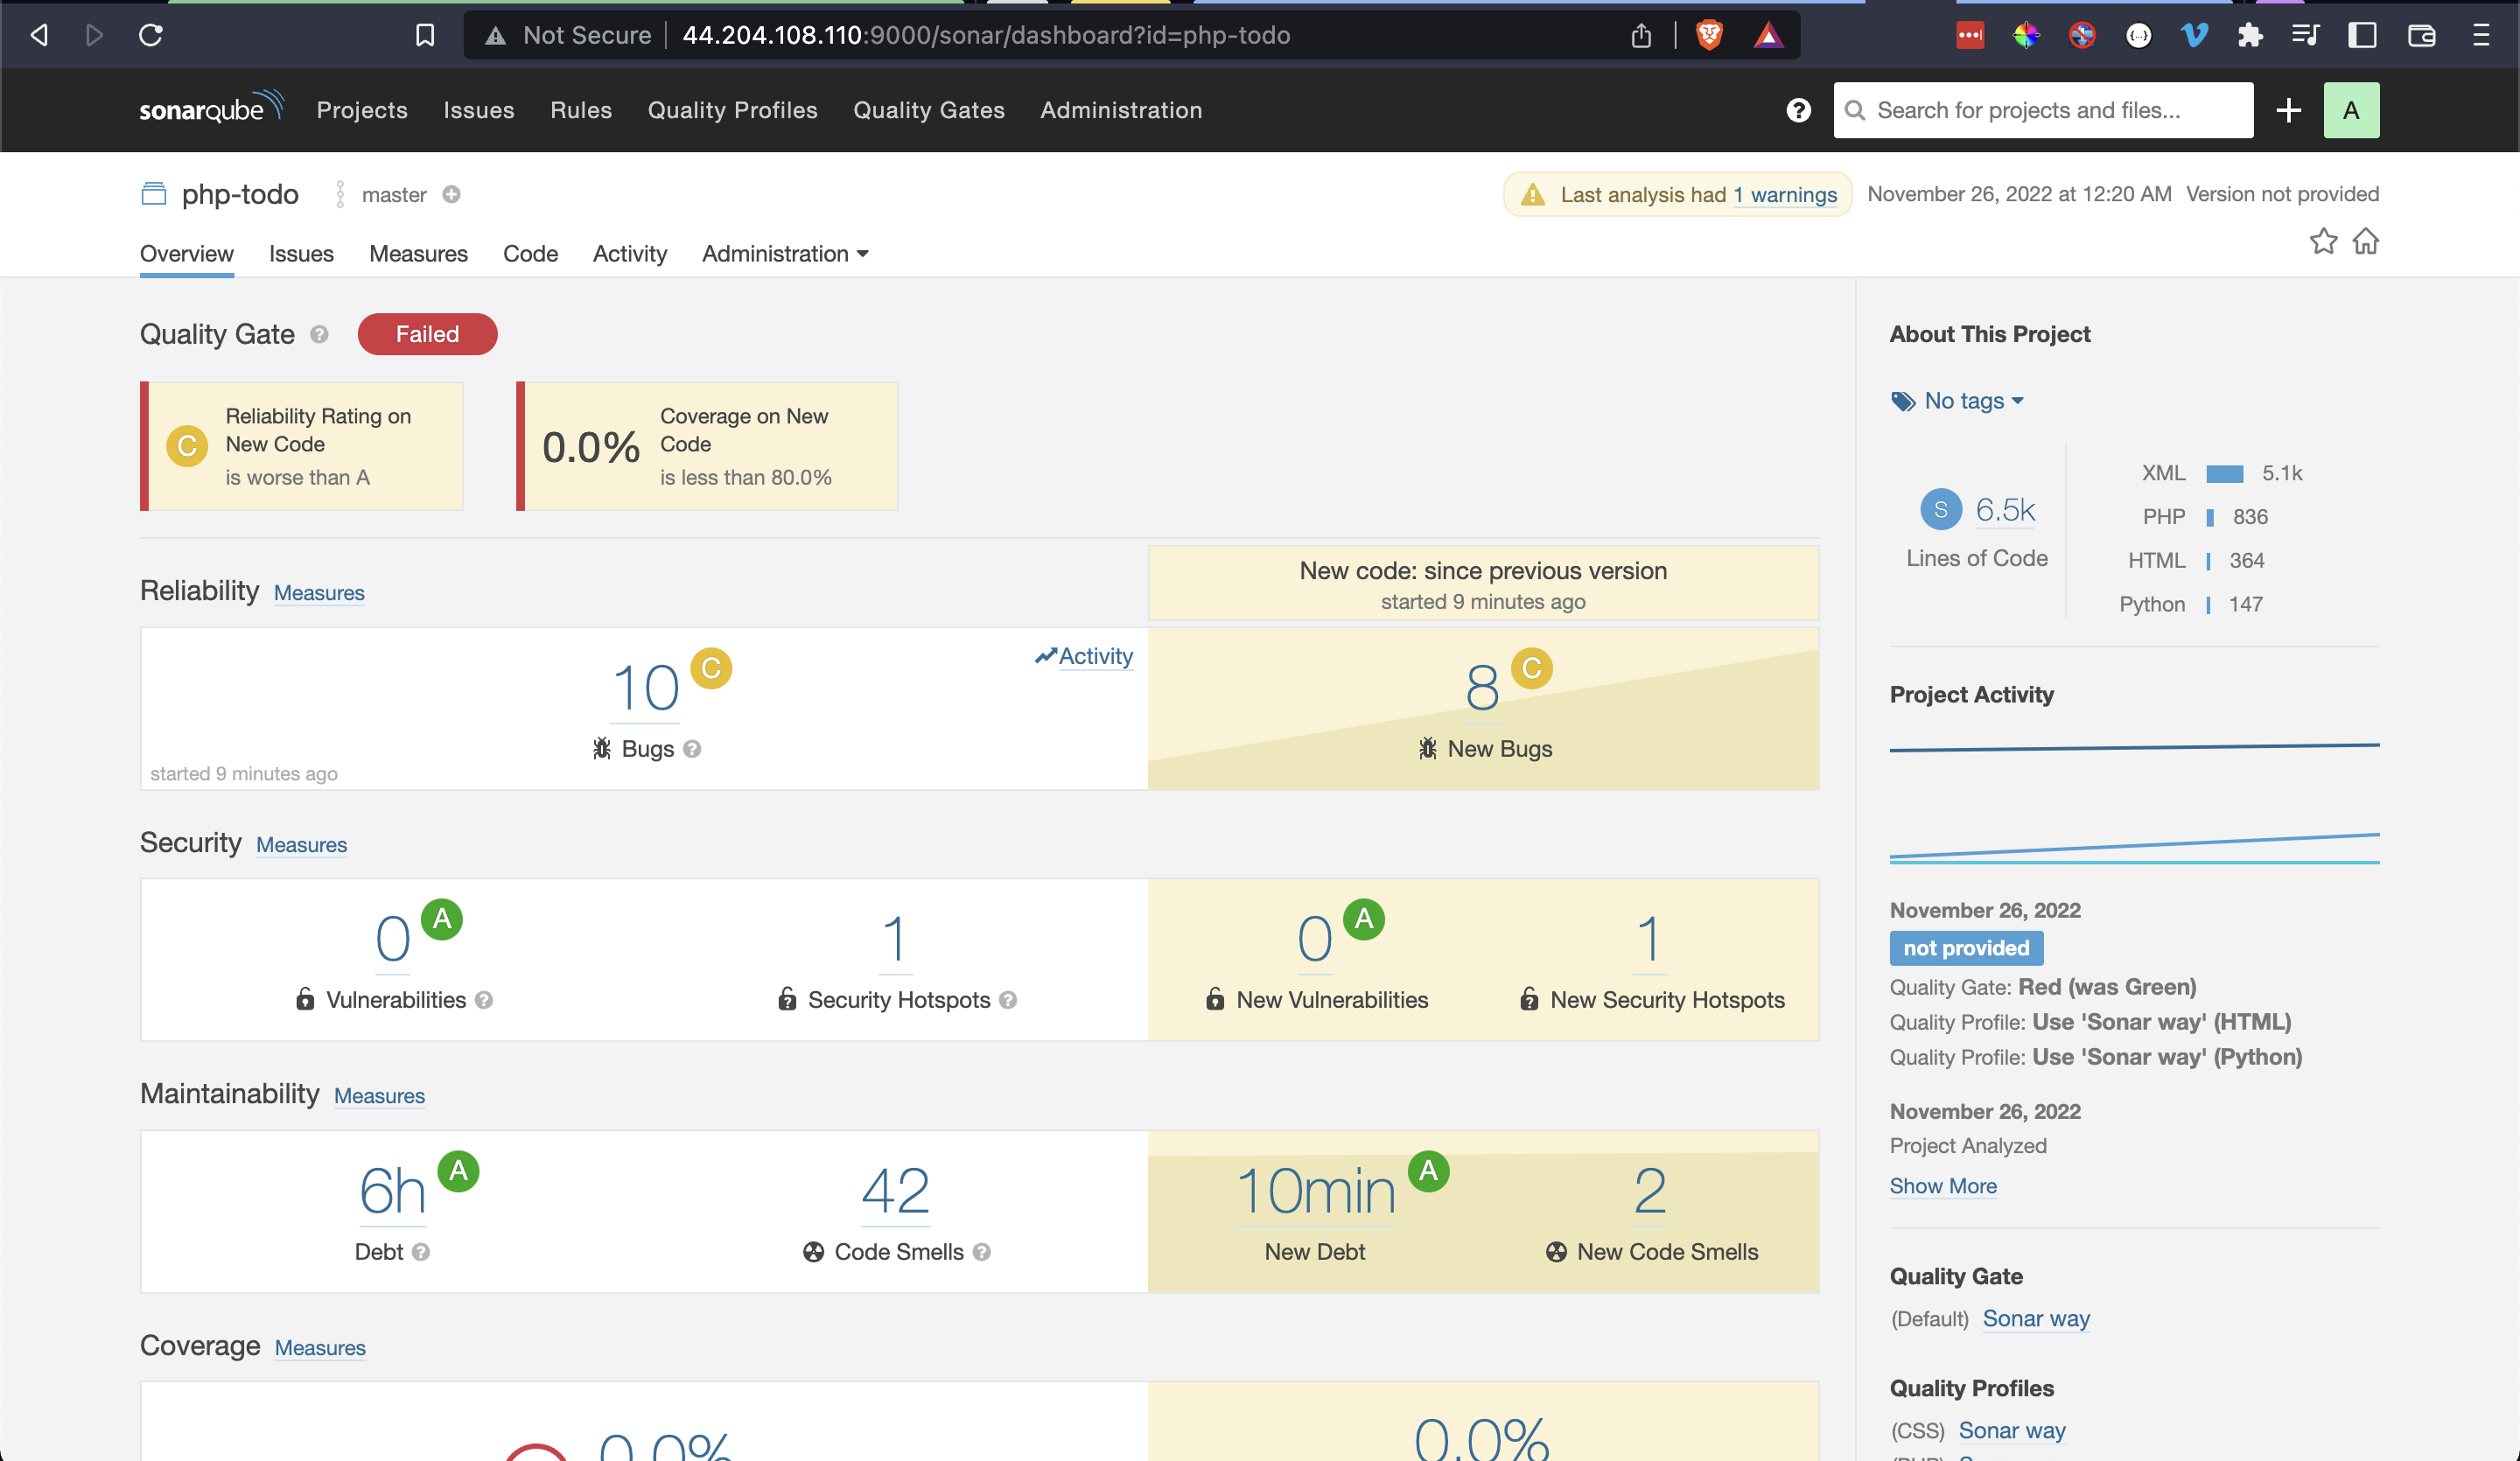 Not Secure 44.204.108.110:9000/sonar/dashboard?id=php-todo
sonarqube Projects Issues Rules Quality Profiles Quality Gates Administration ? Search for projects and files... A
php-todo master Last analysis had 1 warnings November 26, 2022 at 12:20 AM Version not provided
Overview Issues Measures Code Activity Administration
Quality Gate ? Failed
C Reliability Rating on
New Code
is worse than A
0.0% Coverage on New
Code
is less than 80.0%
New code: since previous version
started 9 minutes ago
Reliability Measures
Activity
10 C
Bugs ?
started 9 minutes ago
8 C
New Bugs
Security Measures
0 A
Vulnerabilities ?
1
Security Hotspots ?
0 A
New Vulnerabilities
1
New Security Hotspots
Maintainability Measures
6h A
Debt ?
42
Code Smells ?
10min A
New Debt
2
New Code Smells
Coverage Measures
0.0%
0.0%
About This Project
No tags
S 6.5k
Lines of Code
XML 5.1k
PHP 836
HTML 364
Python 147
Project Activity
November 26, 2022
not provided
Quality Gate: Red (was Green)
Quality Profile: Use 'Sonar way' (HTML)
Quality Profile: Use 'Sonar way' (Python)
November 26, 2022
Project Analyzed
Show More
Quality Gate
(Default) Sonar way
Quality Profiles
(CSS) Sonar way